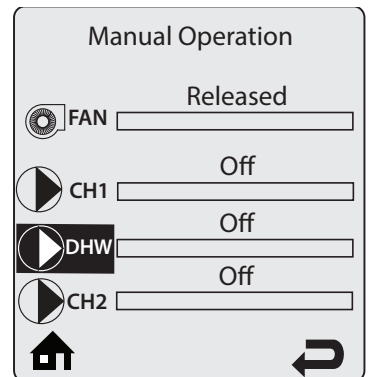 Manual Operation
Released
FAN
Off
CH1
Off
DHW
Off
CH2